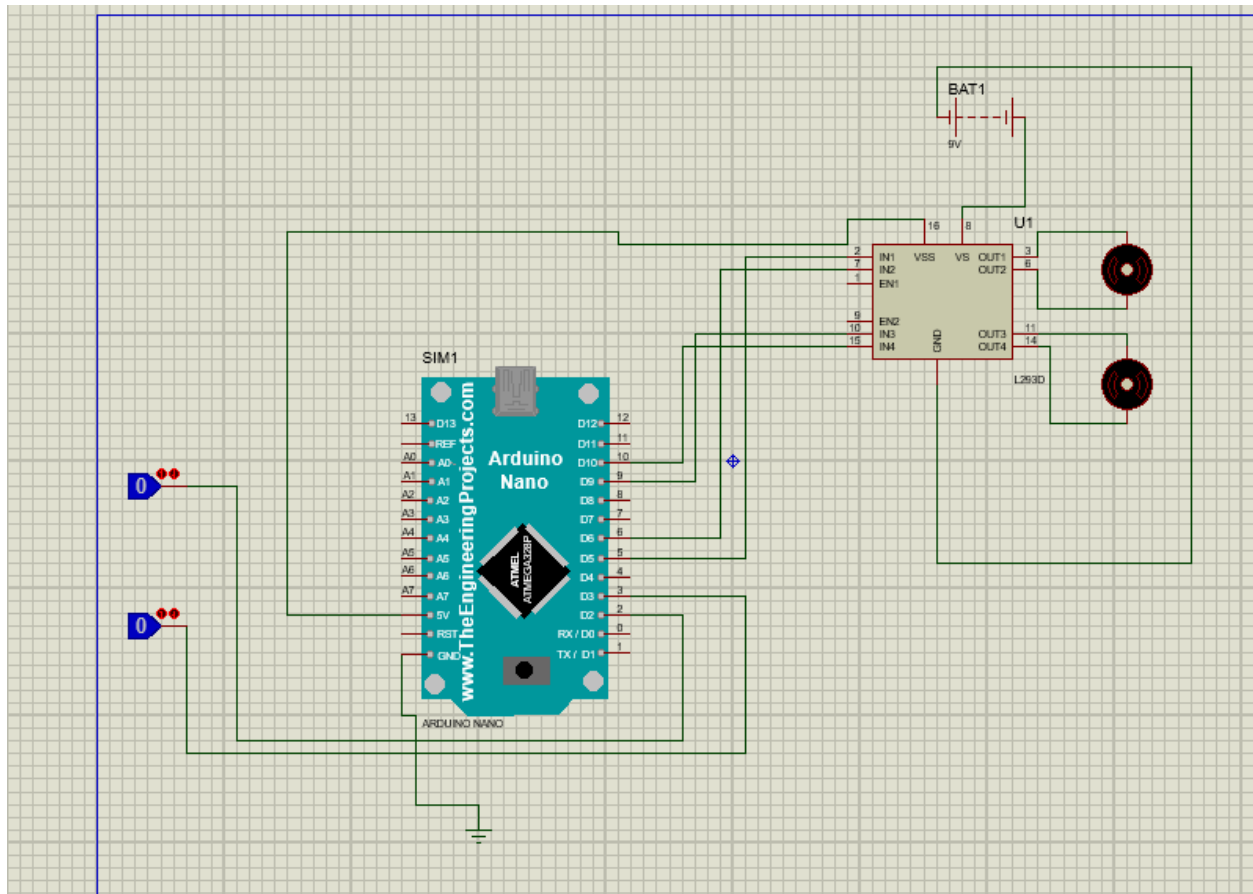 BAT1
9V
U1
16
8
2
IN1
VSS
VS
OUT1
3
7
IN2
OUT2
6
1
EN1
9
EN2
10
IN3
OUT3
11
15
IN4
GND
OUT4
14
L293D
SIM1
www.TheEngineeringProjects.com
Arduino
Nano
ATMEL
ATMEGA328P
13
D13
D12
12
REF
D11
11
A0
A0
D10
10
A1
A1
D9
9
A2
A2
D8
8
A3
A3
D7
7
A4
A4
D6
6
A5
A5
D5
5
A6
A6
D4
4
A7
A7
D3
3
5V
D2
2
RST
RX / D0
0
GND
TX / D1
1
ARDUINO NANO
0
0